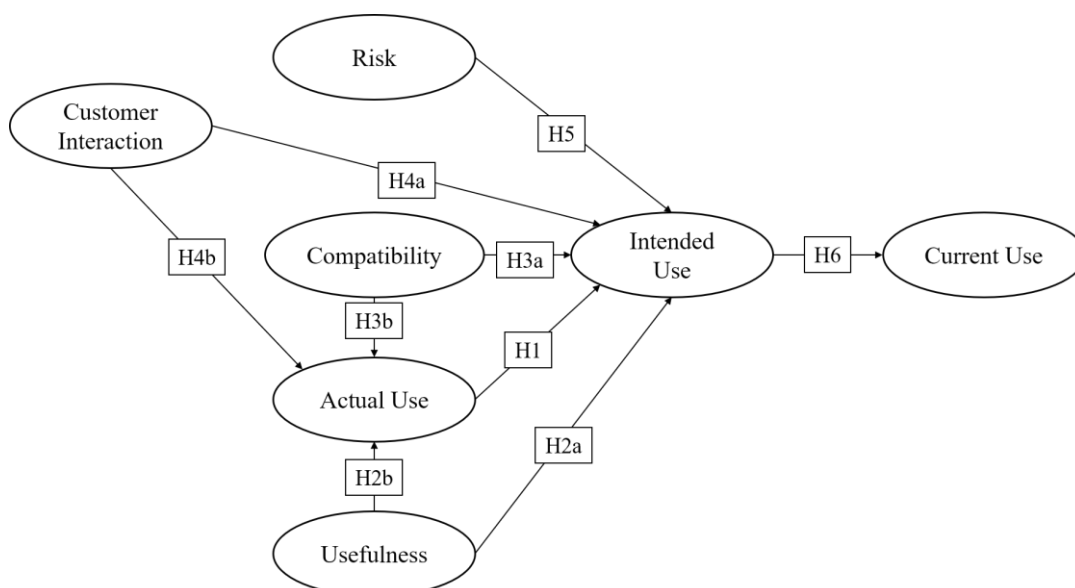 Risk
Customer
Interaction
H5
H4a
H4b
Compatibility
H3a
Intended
Use
H6
Current Use
H3b
H1
Actual Use
H2a
H2b
Usefulness